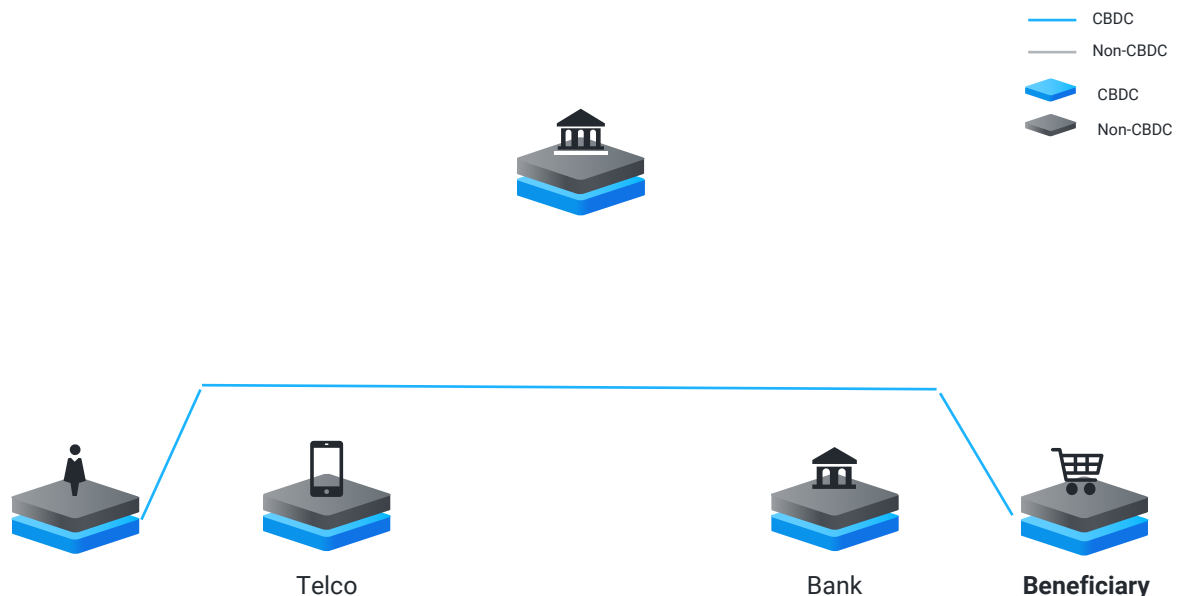 CBDC
Non-CBDC
CBDC
Non-CBDC
Telco
Bank
Beneficiary